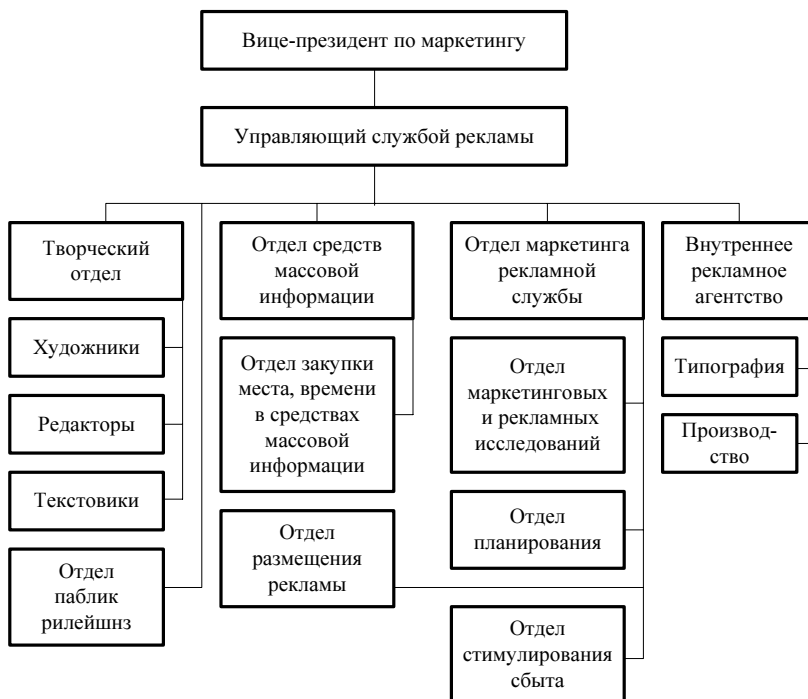 Вице-президент по маркетингу
Управляющий службой рекламы
Творческий
отдел
Отдел средств
массовой
информации
Отдел маркетинга
рекламной
службы
Внутреннее
рекламное
агентство
Художники
Редакторы
Текстовики
Отдел
паблик
рилейшнз
Отдел закупки
места, времени
в средствах
массовой
информации
Отдел
размещения
рекламы
Отдел
маркетинговых
и рекламных
исследований
Отдел
планирования
Отдел
стимулирования
сбыта
Типография
Производ-
ство